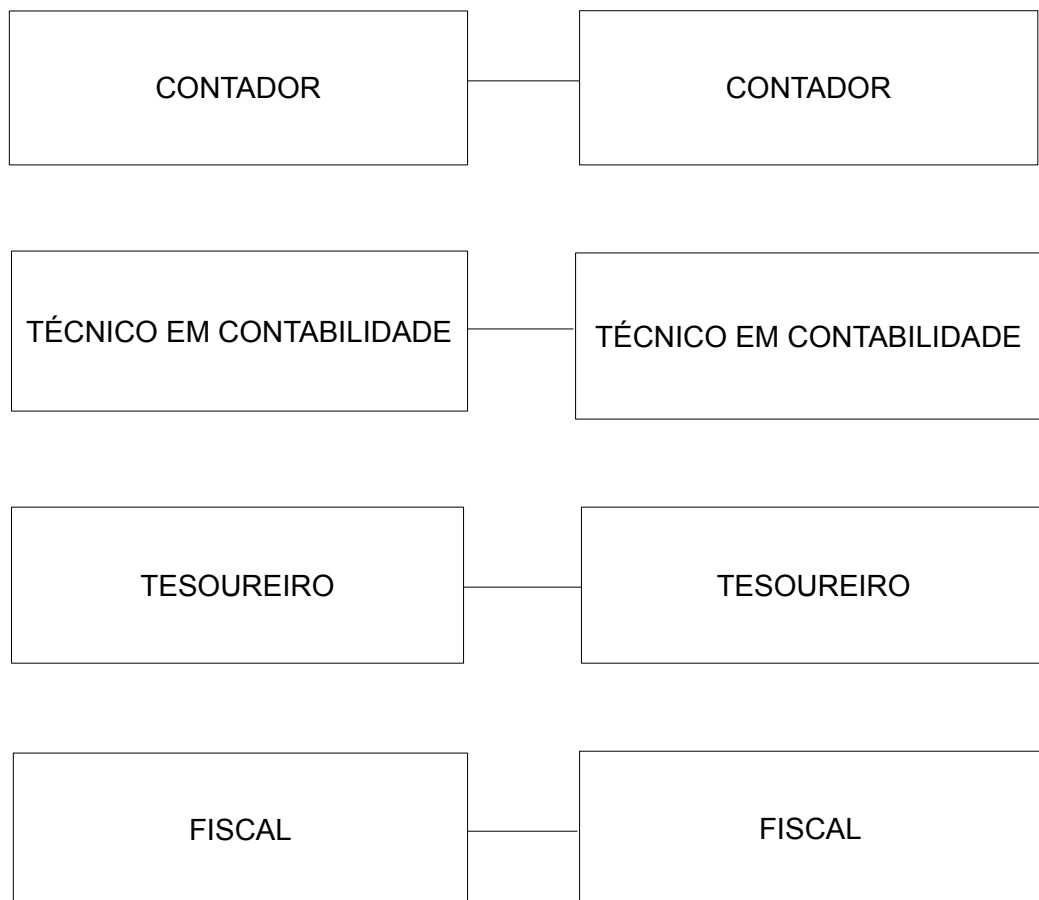 CONTADOR
CONTADOR
TÉCNICO EM CONTABILIDADE
TÉCNICO EM CONTABILIDADE
TESOUREIRO
TESOUREIRO
FISCAL
FISCAL